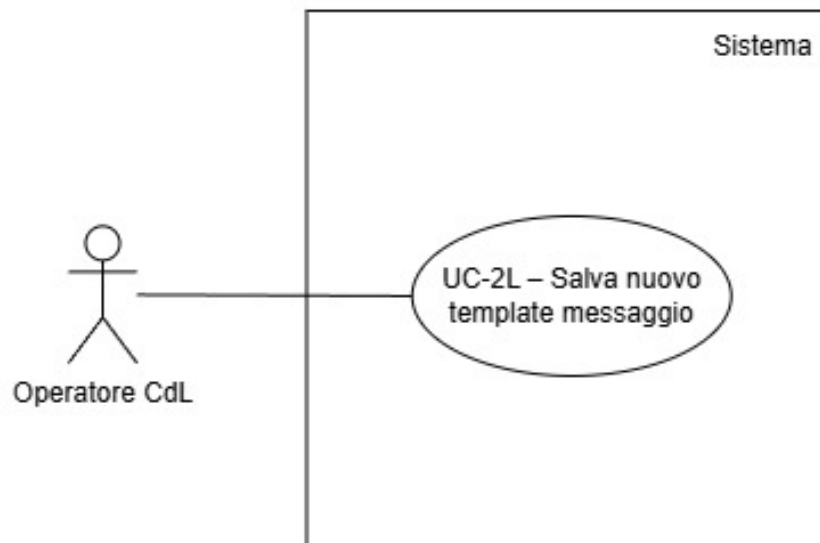 Sistema
UC-2L – Salva nuovo
template messaggio
Operatore CdL